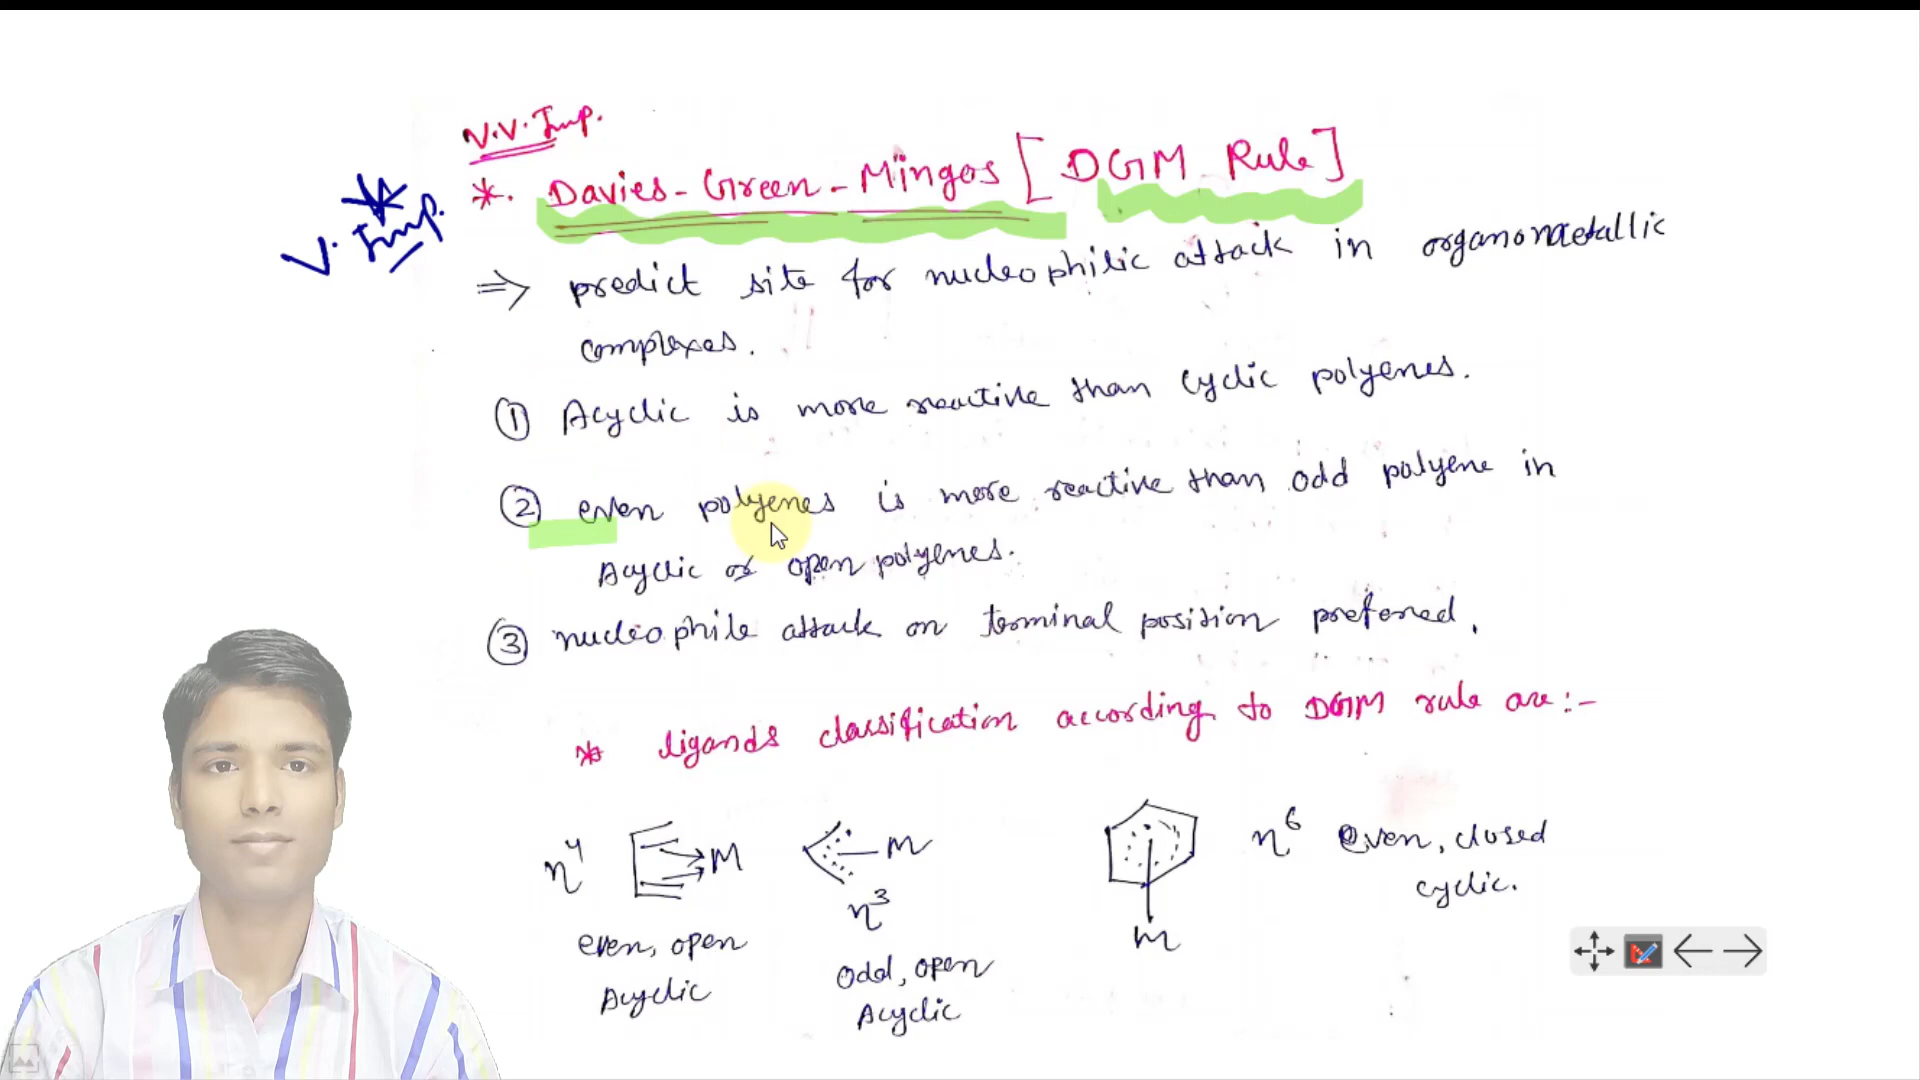 V.V. Imp.
*. Davies-Green-Mingos [DGM Rule]
V. Imp.
⇒ predict site for nucleophilic attack in organometallic
complexes.
① Acyclic is more reactive than cyclic polyenes.
② even polyenes is more reactive than odd polyene in
Acyclic or open polyenes.
③ nucleophile attack on terminal position preferred.
* ligands classification according to DGM rule are:-
η4 M
even, open
Acyclic
M
η3
odd, open
Acyclic
M
η6 even, closed
cyclic.